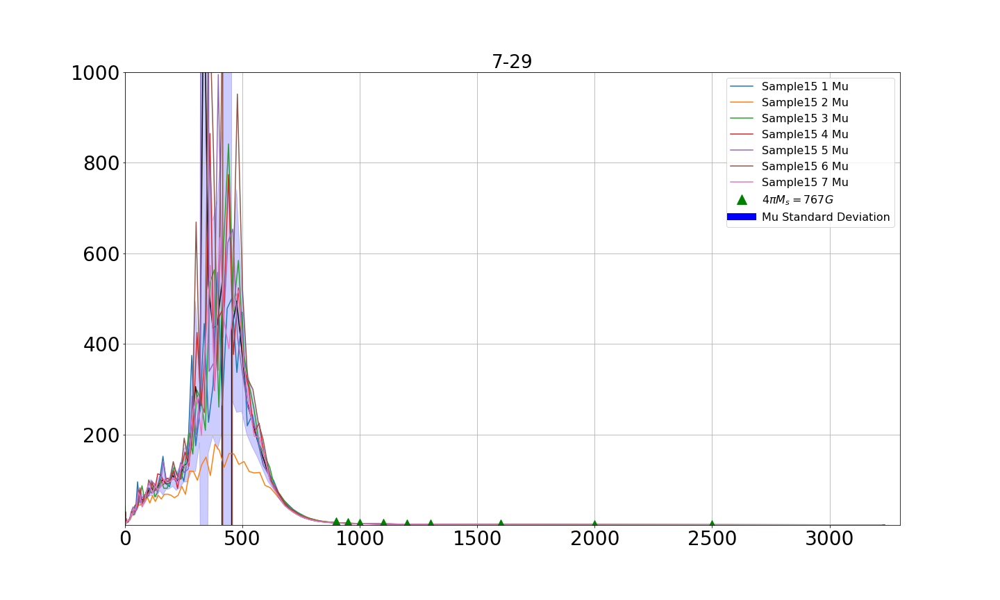 7-29
1000
800
600
400
200
0 500 1000 1500 2000 2500 3000
Sample15 1 Mu
Sample15 2 Mu
Sample15 3 Mu
Sample15 4 Mu
Sample15 5 Mu
Sample15 6 Mu
Sample15 7 Mu
4πMₛ = 767G
Mu Standard Deviation